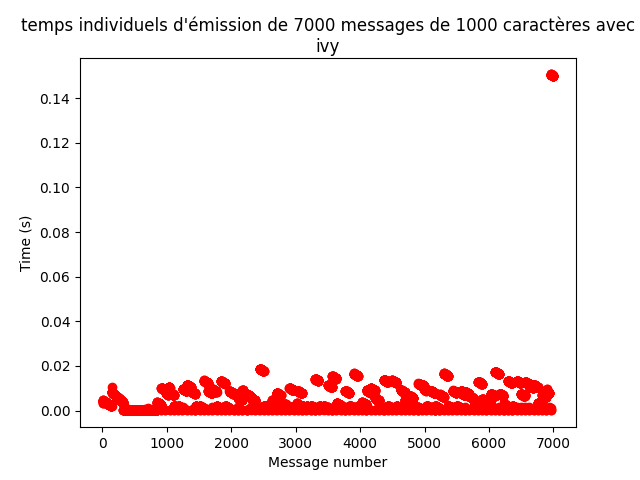 temps individuels d'émission de 7000 messages de 1000 caractères avec
ivy
0.14
0.12
0.10
0.08
0.06
0.04
0.02
0.00
Time (s)
0 1000 2000 3000 4000 5000 6000 7000
Message number